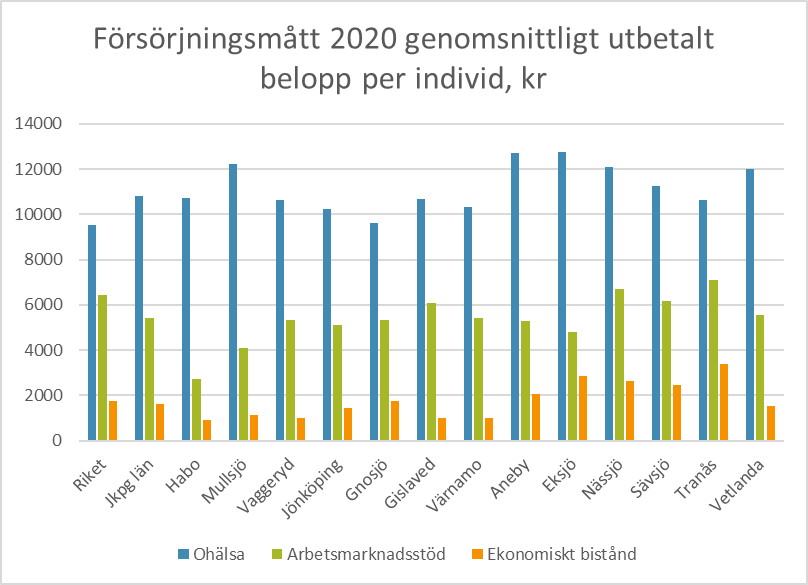 Försörjningsmått 2020 genomsnittligt utbetalt
belopp per individ, kr
14000
12000
10000
8000
6000
4000
2000
0
Riket
Jkpg län
Habo
Mullsjö
Vaggeryd
Jönköping
Gnosjö
Gislaved
Värnamo
Aneby
Eksjö
Nässjö
Sävsjö
Tranås
Vetlanda
Ohälsa Arbetsmarknadsstöd Ekonomiskt bistånd